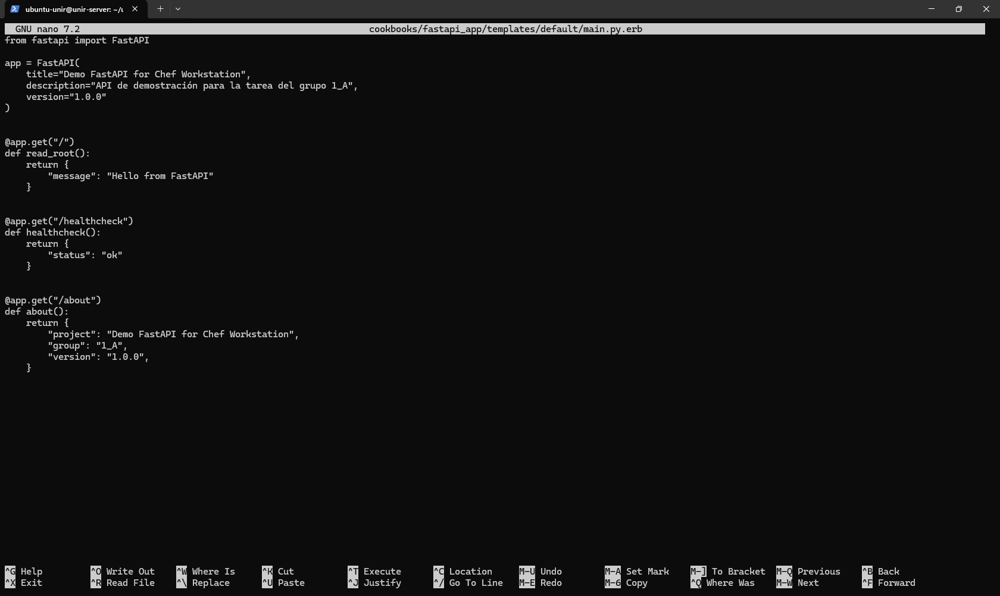 ubuntu-unir@unir-server: ~/u
GNU nano 7.2 cookbooks/fastapi_app/templates/default/main.py.erb
from fastapi import FastAPI
app = FastAPI(
    title="Demo FastAPI for Chef Workstation",
    description="API de demostración para la tarea del grupo 1_A",
    version="1.0.0"
)
@app.get("/")
def read_root():
    return {
        "message": "Hello from FastAPI"
    }
@app.get("/healthcheck")
def healthcheck():
    return {
        "status": "ok"
    }
@app.get("/about")
def about():
    return {
        "project": "Demo FastAPI for Chef Workstation",
        "group": "1_A",
        "version": "1.0.0",
    }
^G Help ^O Write Out ^W Where Is ^K Cut ^T Execute ^C Location M-U Undo M-A Set Mark M-] To Bracket M-Q Previous ^B Back
^X Exit ^R Read File ^\ Replace ^U Paste ^J Justify ^/ Go To Line M-E Redo M-6 Copy ^Q Where Was M-W Next ^F Forward